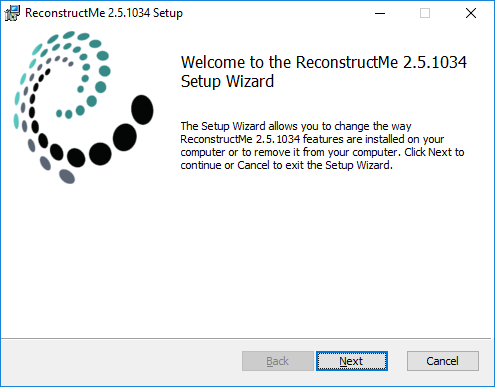 ReconstructMe 2.5.1034 Setup
Welcome to the ReconstructMe 2.5.1034
Setup Wizard
The Setup Wizard allows you to change the way
ReconstructMe 2.5.1034 features are installed on your
computer or to remove it from your computer. Click Next to
continue or Cancel to exit the Setup Wizard.
Back Next Cancel